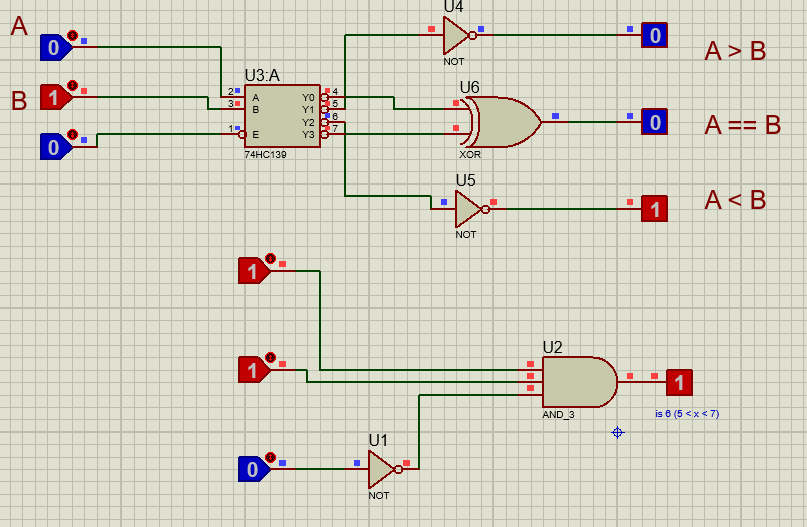 A
0
B
1
0
U3:A
2
3
1
A
B
E
Y0
Y1
Y2
Y3
4
5
6
7
74HC139
U4
NOT
0
A > B
U6
XOR
0
A == B
U5
NOT
1
A < B
1
1
0
U1
NOT
U2
AND_3
1
is 6 (5 < x < 7)